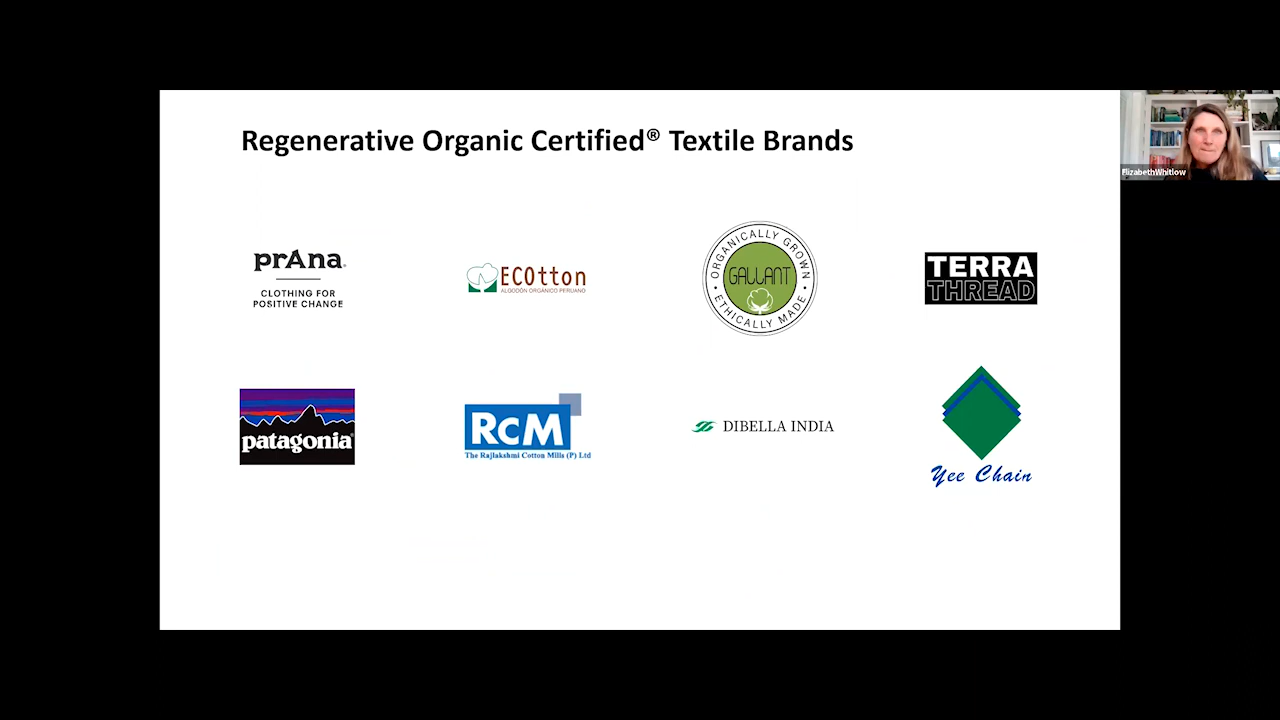 Regenerative Organic Certified® Textile Brands
ElizabethWhitlow
prAna®
CLOTHING FOR
POSITIVE CHANGE
ECOtton
ALGODÓN ORGÁNICO PERUANO
ORGANICALLY GROWN
GALLANT
• ETHICALLY MADE •
TERRA
THREAD
patagonia®
RCM
The Rajlakshmi Cotton Mills (P) Ltd
DIBELLA INDIA
Yee Chain